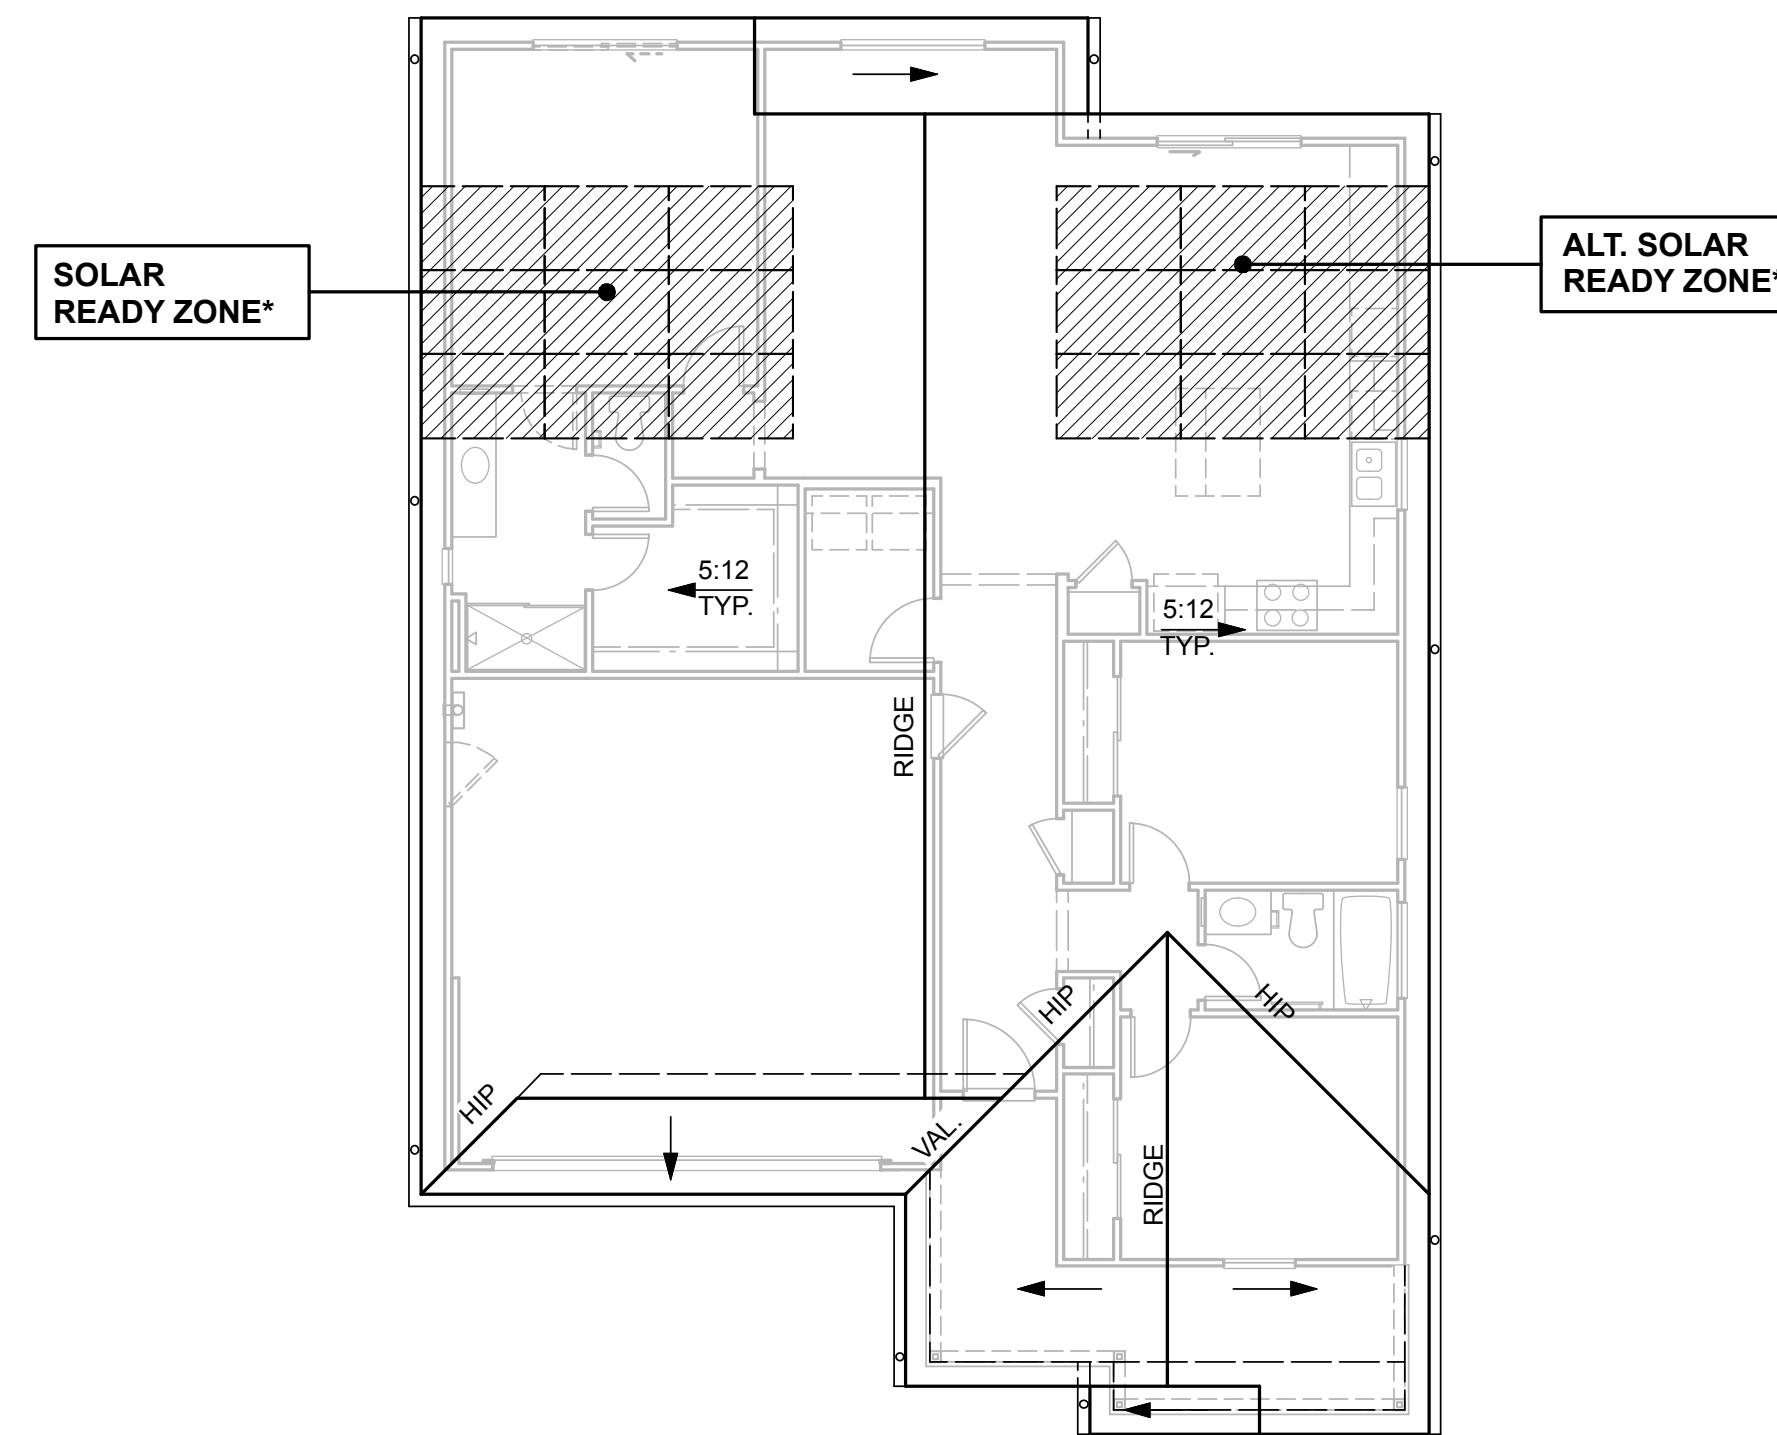 SOLAR
READY ZONE*
ALT. SOLAR
READY ZONE*
5:12
TYP.
5:12
TYP.
RIDGE
HIP
HIP
HIP
VAL.
RIDGE